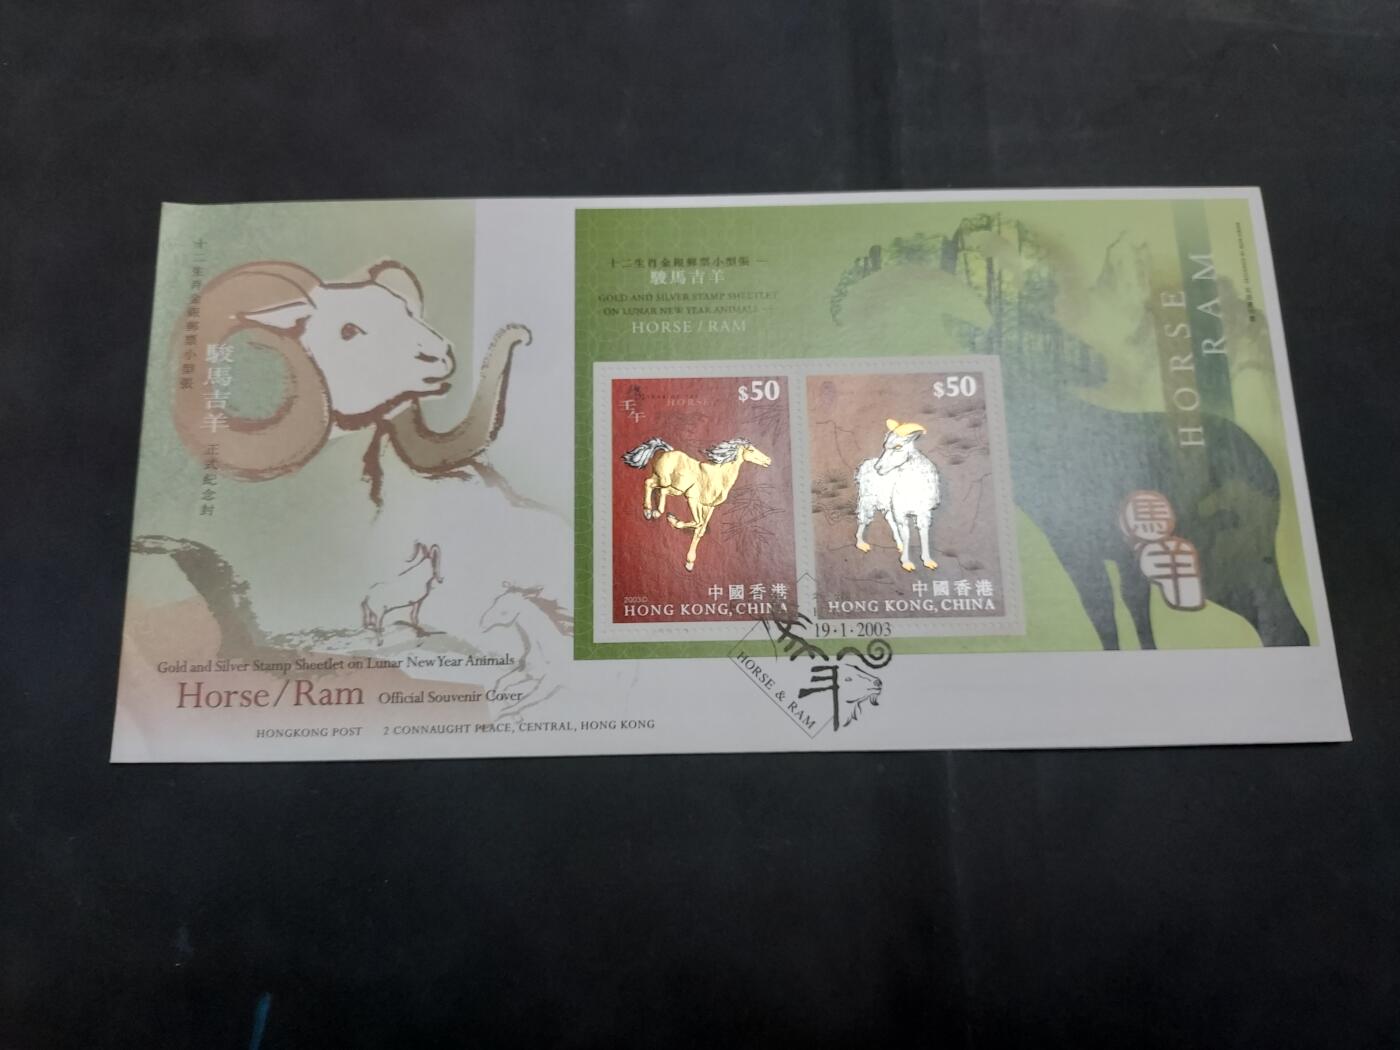 十二生肖金銀郵票小型張
駿馬吉羊 正式紀念封
Gold and Silver Stamp Sheetlet on Lunar New Year Animals
Horse/Ram Official Souvenir Cover
HONGKONG POST 2 CONNAUGHT PLACE, CENTRAL, HONG KONG
十二生肖金銀郵票小型張 —
駿馬吉羊
GOLD AND SILVER STAMP SHEETLET
ON LUNAR NEW YEAR ANIMALS —
HORSE / RAM
$50
壬午
HORSE
2003
中國香港
HONG KONG, CHINA
$50
中國香港
HONG KONG, CHINA
19·1·2003
羊
HORSE & RAM
HORSE
RAM
馬
羊